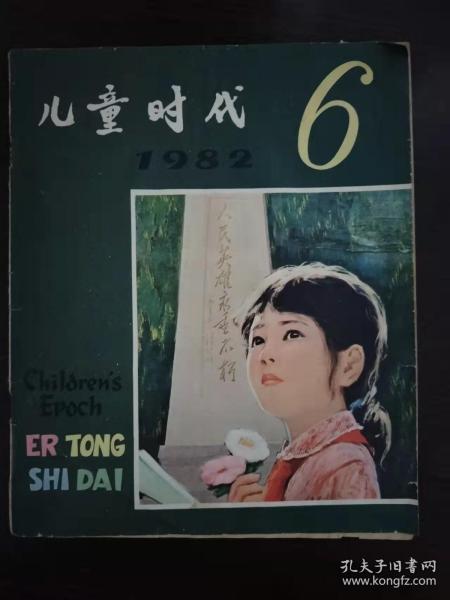 儿童时代
6
1982
人民英雄永垂不朽
Children's
Epoch
ER TONG
SHI DAI
孔夫子旧书网
www.kongfz.com